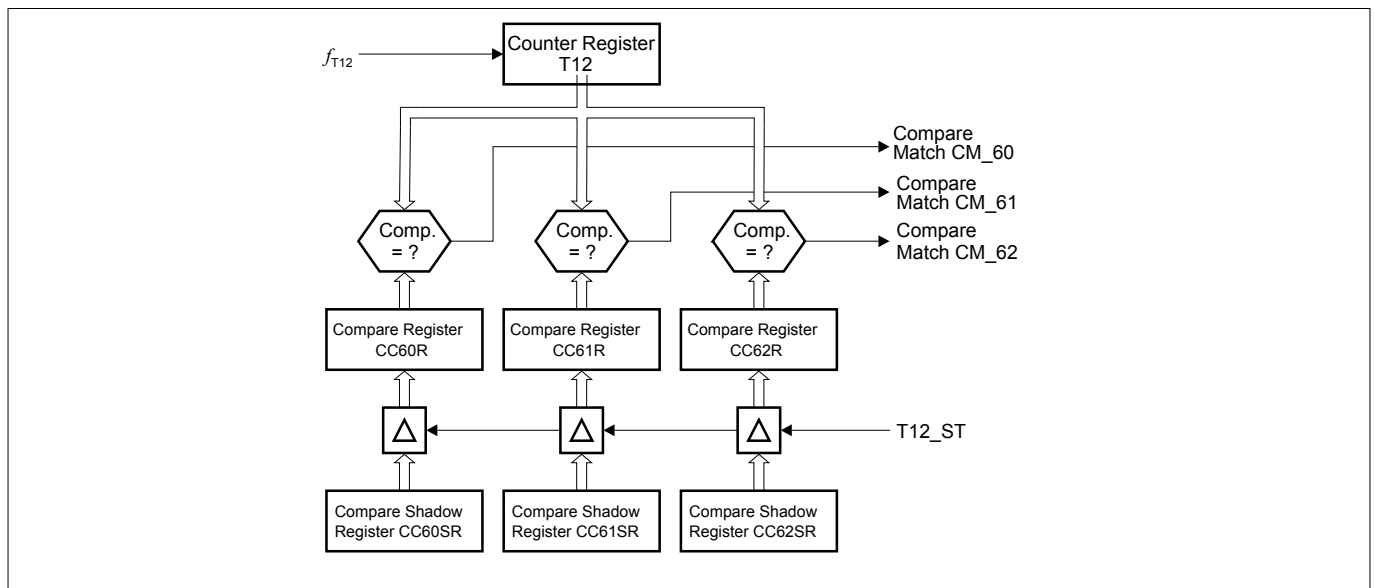 Counter Register
T12
fT12
Compare
Match CM_60
Compare
Match CM_61
Compare
Match CM_62
Comp.
= ?
Comp.
= ?
Comp.
= ?
Compare Register
CC60R
Compare Register
CC61R
Compare Register
CC62R
T12_ST
Compare Shadow
Register CC60SR
Compare Shadow
Register CC61SR
Compare Shadow
Register CC62SR